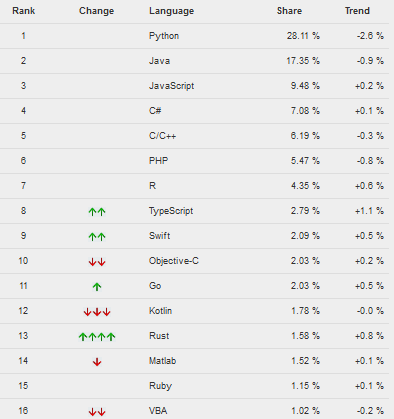 Rank Change Language Share Trend
1 Python 28.11 % -2.6 %
2 Java 17.35 % -0.9 %
3 JavaScript 9.48 % +0.2 %
4 C# 7.08 % +0.1 %
5 C/C++ 6.19 % -0.3 %
6 PHP 5.47 % -0.8 %
7 R 4.35 % +0.6 %
8 ↑↑ TypeScript 2.79 % +1.1 %
9 ↑↑ Swift 2.09 % +0.5 %
10 ↓↓ Objective-C 2.03 % +0.2 %
11 ↑ Go 2.03 % +0.5 %
12 ↓↓↓ Kotlin 1.78 % -0.0 %
13 ↑↑↑↑ Rust 1.58 % +0.8 %
14 ↓ Matlab 1.52 % +0.1 %
15 Ruby 1.15 % +0.1 %
16 ↓↓ VBA 1.02 % -0.2 %